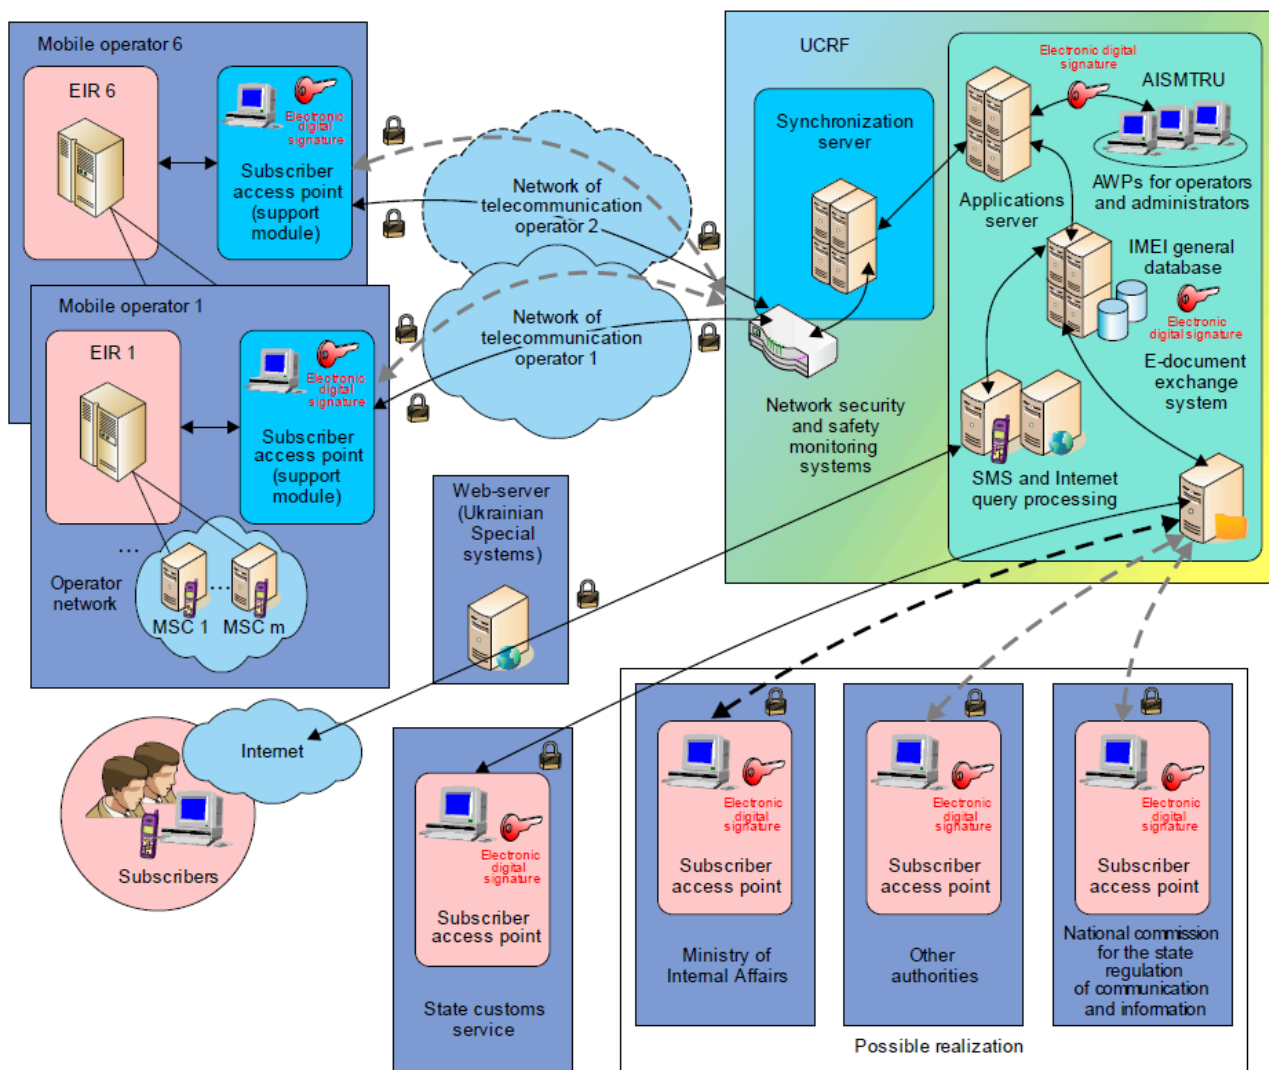 Mobile operator 6
EIR 6
Electronic
digital
signature
Subscriber
access point
(support
module)
Mobile operator 1
EIR 1
Electronic
digital
signature
Subscriber
access point
(support
module)
...
Operator
network
...
MSC 1
MSC m
Network of
telecommunication
operator 2
Network of
telecommunication
operator 1
UCRF
Synchronization
server
Network security
and safety
monitoring
systems
Electronic digital
signature
AISMTRU
Applications
server
AWPs for operators
and administrators
IMEI general
database
Electronic
digital signature
E-document
exchange
system
SMS and Internet
query processing
Web-server
(Ukrainian
Special
systems)
Internet
Subscribers
Electronic
digital
signature
Subscriber
access point
State customs
service
Electronic
digital
signature
Subscriber
access point
Ministry of
Internal Affairs
Electronic
digital
signature
Subscriber
access point
Other
authorities
Electronic
digital
signature
Subscriber
access point
National commission
for the state
regulation
of communication
and information
Possible realization